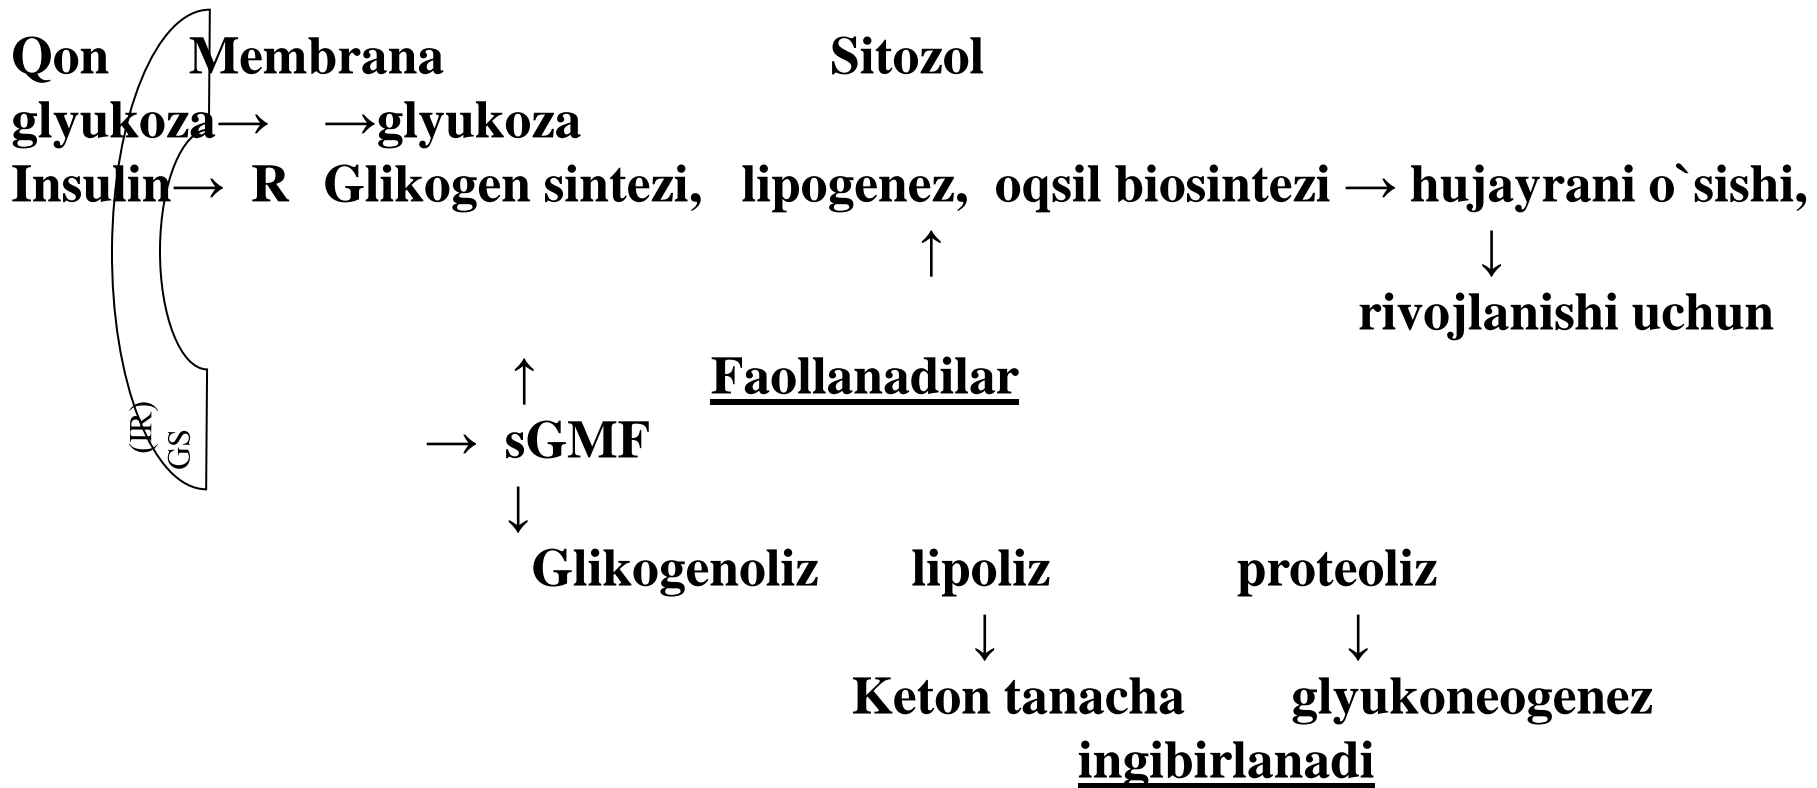 Qon Membrana Sitozol
glyukoza→ →glyukoza
Insulin→ R Glikogen sintezi, lipogenez, oqsil biosintezi → hujayrani o`sishi,
↑ ↓
rivojlanishi uchun
↑ Faollanadilar
(JR)
GS
→ sGMF
↓
Glikogenoliz lipoliz proteoliz
↓ ↓
Keton tanacha glyukoneogenez
ingibirlanadi